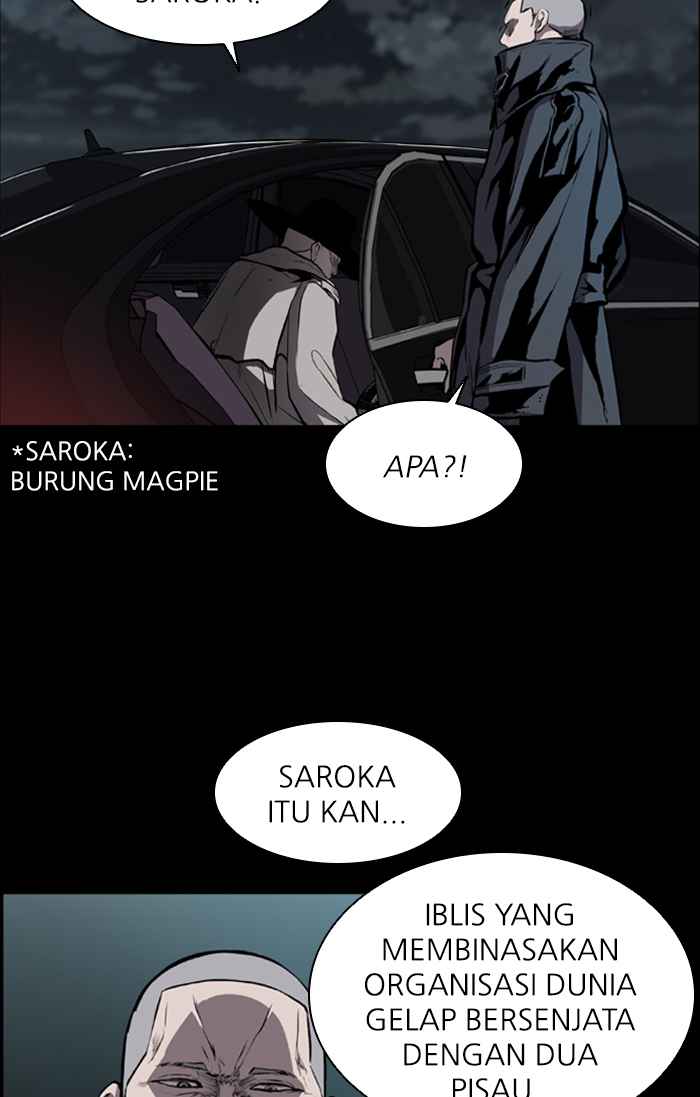 SAROKA?
*SAROKA:
BURUNG MAGPIE
APA?!
SAROKA
ITU KAN...
IBLIS YANG
MEMBINASAKAN
ORGANISASI DUNIA
GELAP BERSENJATA
DENGAN DUA
PISAU